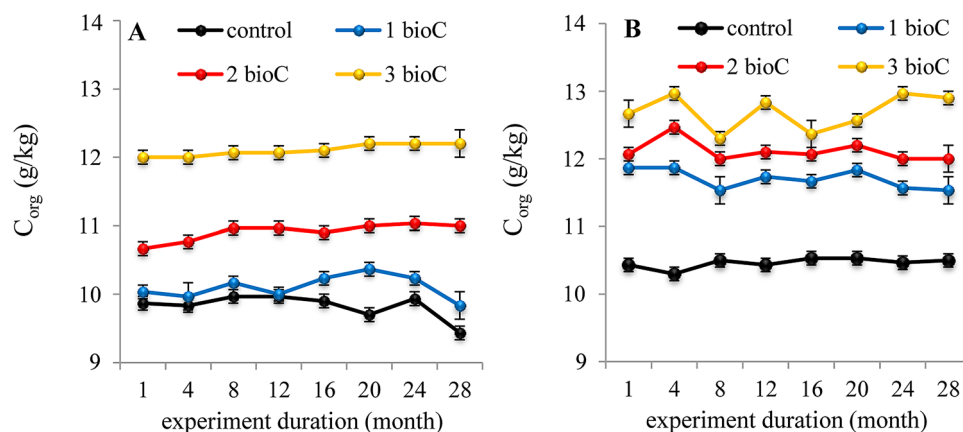 A
control
1 bioC
2 bioC
3 bioC
C_org (g/kg)
14
13
12
11
10
9
1 4 8 12 16 20 24 28
experiment duration (month)
B
control
1 bioC
2 bioC
3 bioC
C_org (g/kg)
14
13
12
11
10
9
1 4 8 12 16 20 24 28
experiment duration (month)